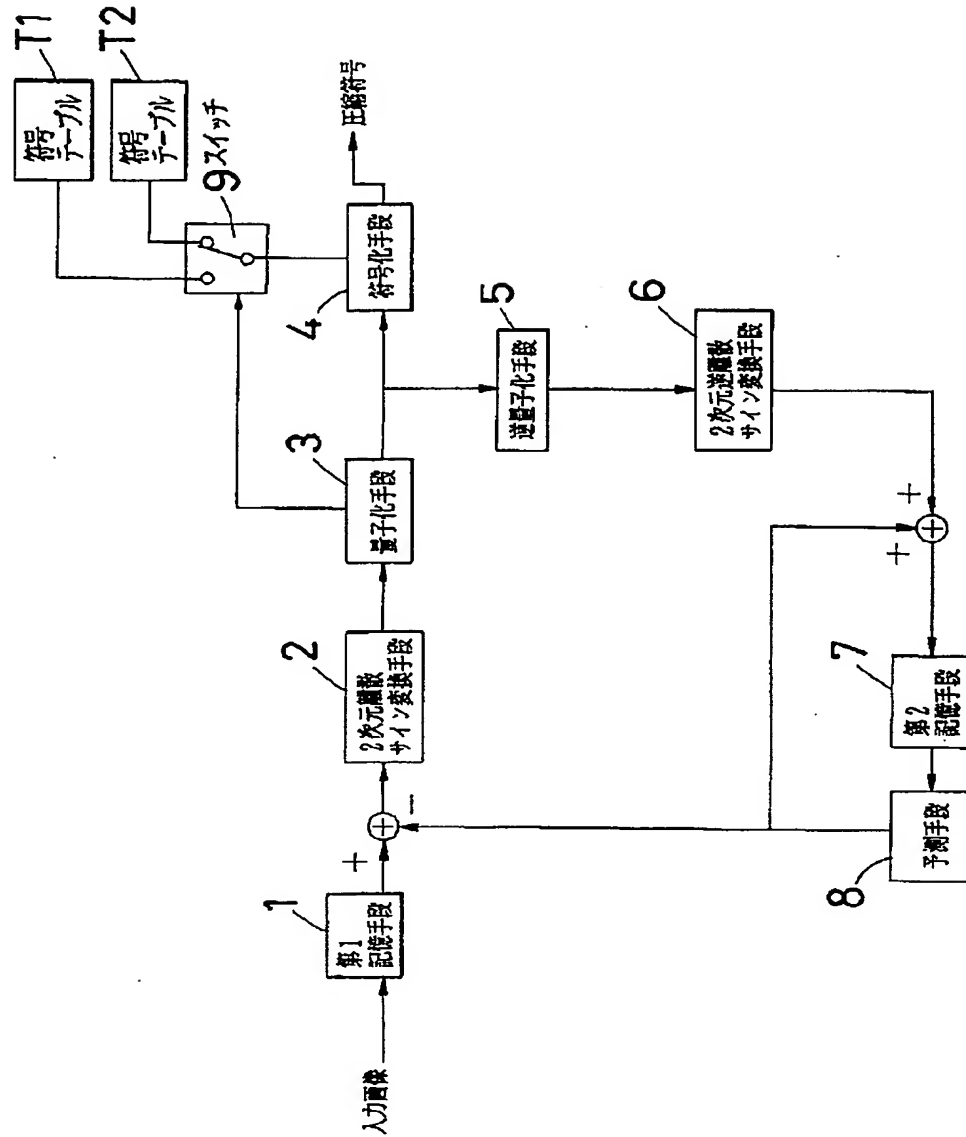 入力画像
1
第1
記憶手段
+
-
2
2次元離散
サイン変換手段
3
量子化手段
4
符号化手段
圧縮符号
9 スイッチ
符号
テーブル
T1
符号
テーブル
T2
5
逆量子化手段
6
2次元逆離散
サイン変換手段
+
+
7
第2
記憶手段
8
予測手段